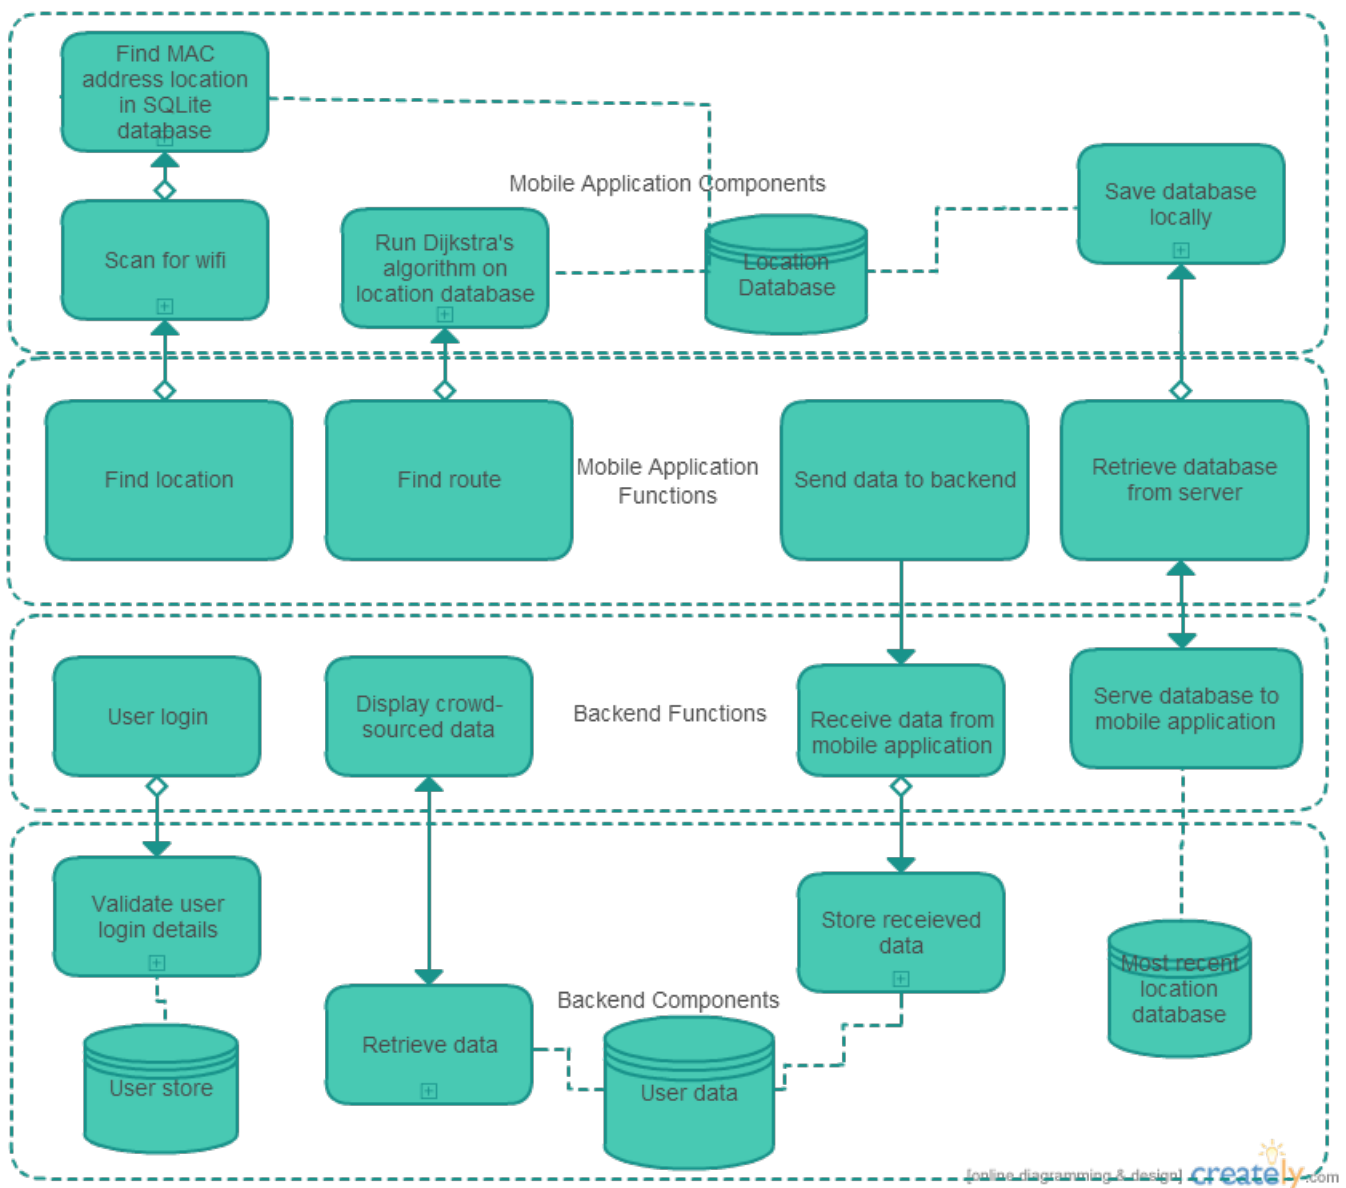 Find MAC
address location
in SQLite
database
Mobile Application Components
Save database
locally
Scan for wifi
Run Dijkstra's
algorithm on
location database
Location
Database
Find location
Find route
Mobile Application
Functions
Send data to backend
Retrieve database
from server
User login
Display crowd-
sourced data
Backend Functions
Receive data from
mobile application
Serve database to
mobile application
Validate user
login details
Store receieved
data
Most recent
location
database
Backend Components
Retrieve data
User store
User data
[online diagramming & design] creately.com